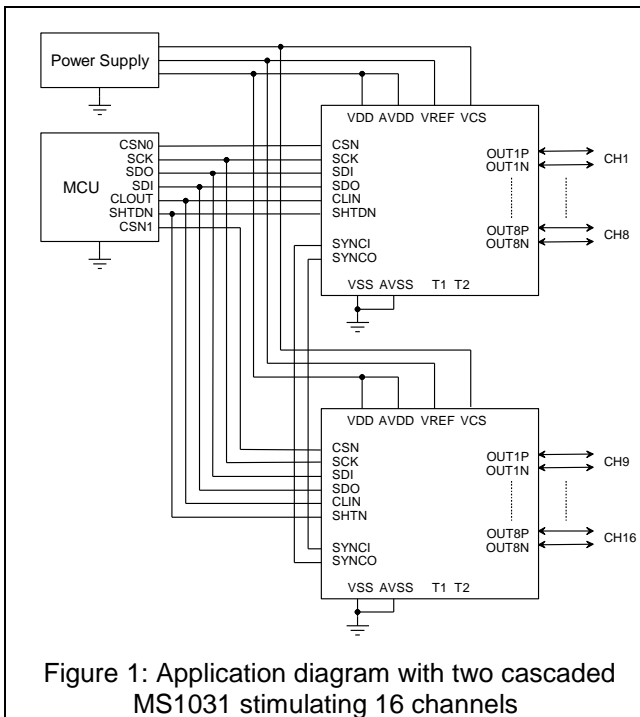 Power Supply
VDD AVDD VREF VCS
MCU
CSN0
SCK
SDO
SDI
CLOUT
SHTDN
CSN1
CSN
SCK
SDI
SDO
CLIN
SHTDN
SYNCI
SYNCO
OUT1P
OUT1N
CH1
OUT8P
OUT8N
CH8
VSS AVSS T1 T2
VDD AVDD VREF VCS
CSN
SCK
SDI
SDO
CLIN
SHTN
SYNCI
SYNCO
OUT1P
OUT1N
CH9
OUT8P
OUT8N
CH16
VSS AVSS T1 T2
Figure 1: Application diagram with two cascaded
MS1031 stimulating 16 channels